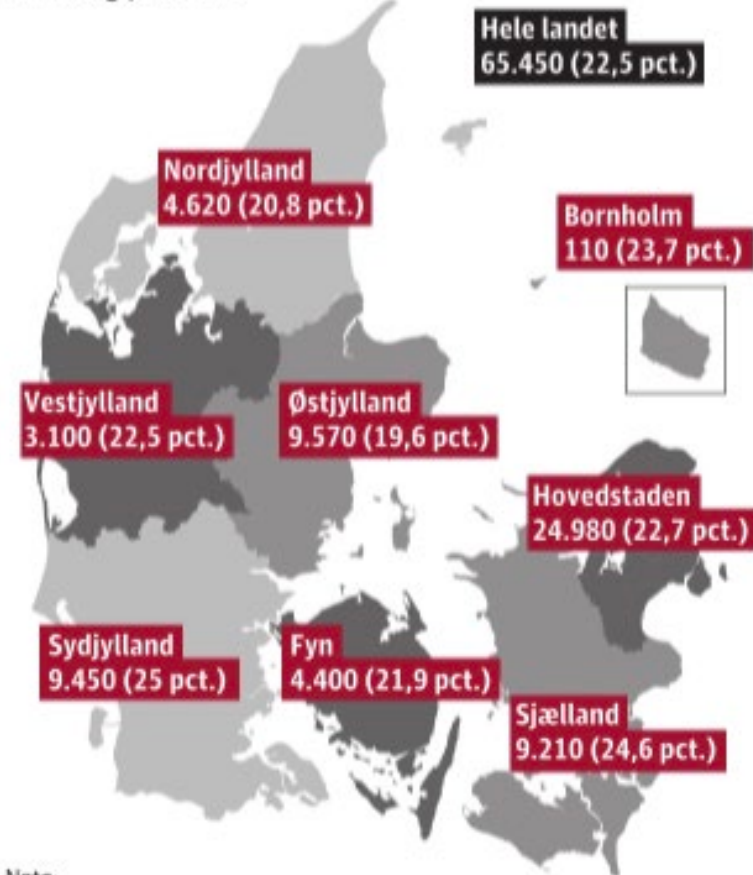 Hele landet
65.450 (22,5 pct.)
Nordjylland
4.620 (20,8 pct.)
Bornholm
110 (23,7 pct.)
Vestjylland
3.100 (22,5 pct.)
Østjylland
9.570 (19,6 pct.)
Hovedstaden
24.980 (22,7 pct.)
Sydjylland
9.450 (25 pct.)
Fyn
4.400 (21,9 pct.)
Sjælland
9.210 (24,6 pct.)